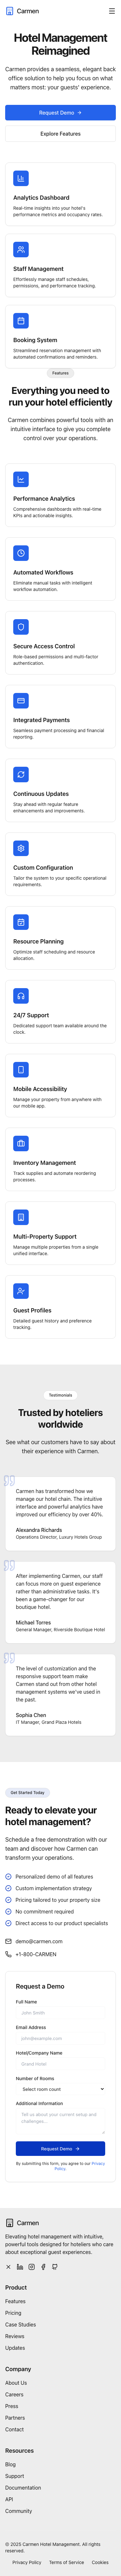 Carmen
Hotel Management
Reimagined
Carmen provides a seamless, elegant back
office solution to help you focus on what
matters most: your guests' experience.
Request Demo
Explore Features
Analytics Dashboard
Real-time insights into your hotel's
performance metrics and occupancy rates.
Staff Management
Effortlessly manage staff schedules,
permissions, and performance tracking.
Booking System
Streamlined reservation management with
automated confirmations and reminders.
Features
Everything you need to
run your hotel efficiently
Carmen combines powerful tools with an
intuitive interface to give you complete
control over your operations.
Performance Analytics
Comprehensive dashboards with real-time
KPIs and actionable insights.
Automated Workflows
Eliminate manual tasks with intelligent
workflow automation.
Secure Access Control
Role-based permissions and multi-factor
authentication.
Integrated Payments
Seamless payment processing and financial
reporting.
Continuous Updates
Stay ahead with regular feature
enhancements and improvements.
Custom Configuration
Tailor the system to your specific operational
requirements.
Resource Planning
Optimize staff scheduling and resource
allocation.
24/7 Support
Dedicated support team available around the
clock.
Mobile Accessibility
Manage your property from anywhere with
our mobile app.
Inventory Management
Track supplies and automate reordering
processes.
Multi-Property Support
Manage multiple properties from a single
unified interface.
Guest Profiles
Detailed guest history and preference
tracking.
Testimonials
Trusted by hoteliers
worldwide
See what our customers have to say about
their experience with Carmen.
Carmen has transformed how we
manage our hotel chain. The intuitive
interface and powerful analytics have
improved our efficiency by over 40%.
Alexandra Richards
Operations Director, Luxury Hotels Group
After implementing Carmen, our staff
can focus more on guest experience
rather than administrative tasks. It's
been a game-changer for our
boutique hotel.
Michael Torres
General Manager, Riverside Boutique Hotel
The level of customization and the
responsive support team make
Carmen stand out from other hotel
management systems we've used in
the past.
Sophia Chen
IT Manager, Grand Plaza Hotels
Get Started Today
Ready to elevate your
hotel management?
Schedule a free demonstration with our
team and discover how Carmen can
transform your operations.
Personalized demo of all features
Custom implementation strategy
Pricing tailored to your property size
No commitment required
Direct access to our product specialists
demo@carmen.com
+1-800-CARMEN
Request a Demo
Full Name
John Smith
Email Address
john@example.com
Hotel/Company Name
Grand Hotel
Number of Rooms
Select room count
Additional Information
Tell us about your current setup and
challenges...
Request Demo
By submitting this form, you agree to our Privacy
Policy.
Carmen
Elevating hotel management with intuitive,
powerful tools designed for hoteliers who care
about exceptional guest experiences.
Product
Features
Pricing
Case Studies
Reviews
Updates
Company
About Us
Careers
Press
Partners
Contact
Resources
Blog
Support
Documentation
API
Community
© 2025 Carmen Hotel Management. All rights
reserved.
Privacy Policy Terms of Service Cookies